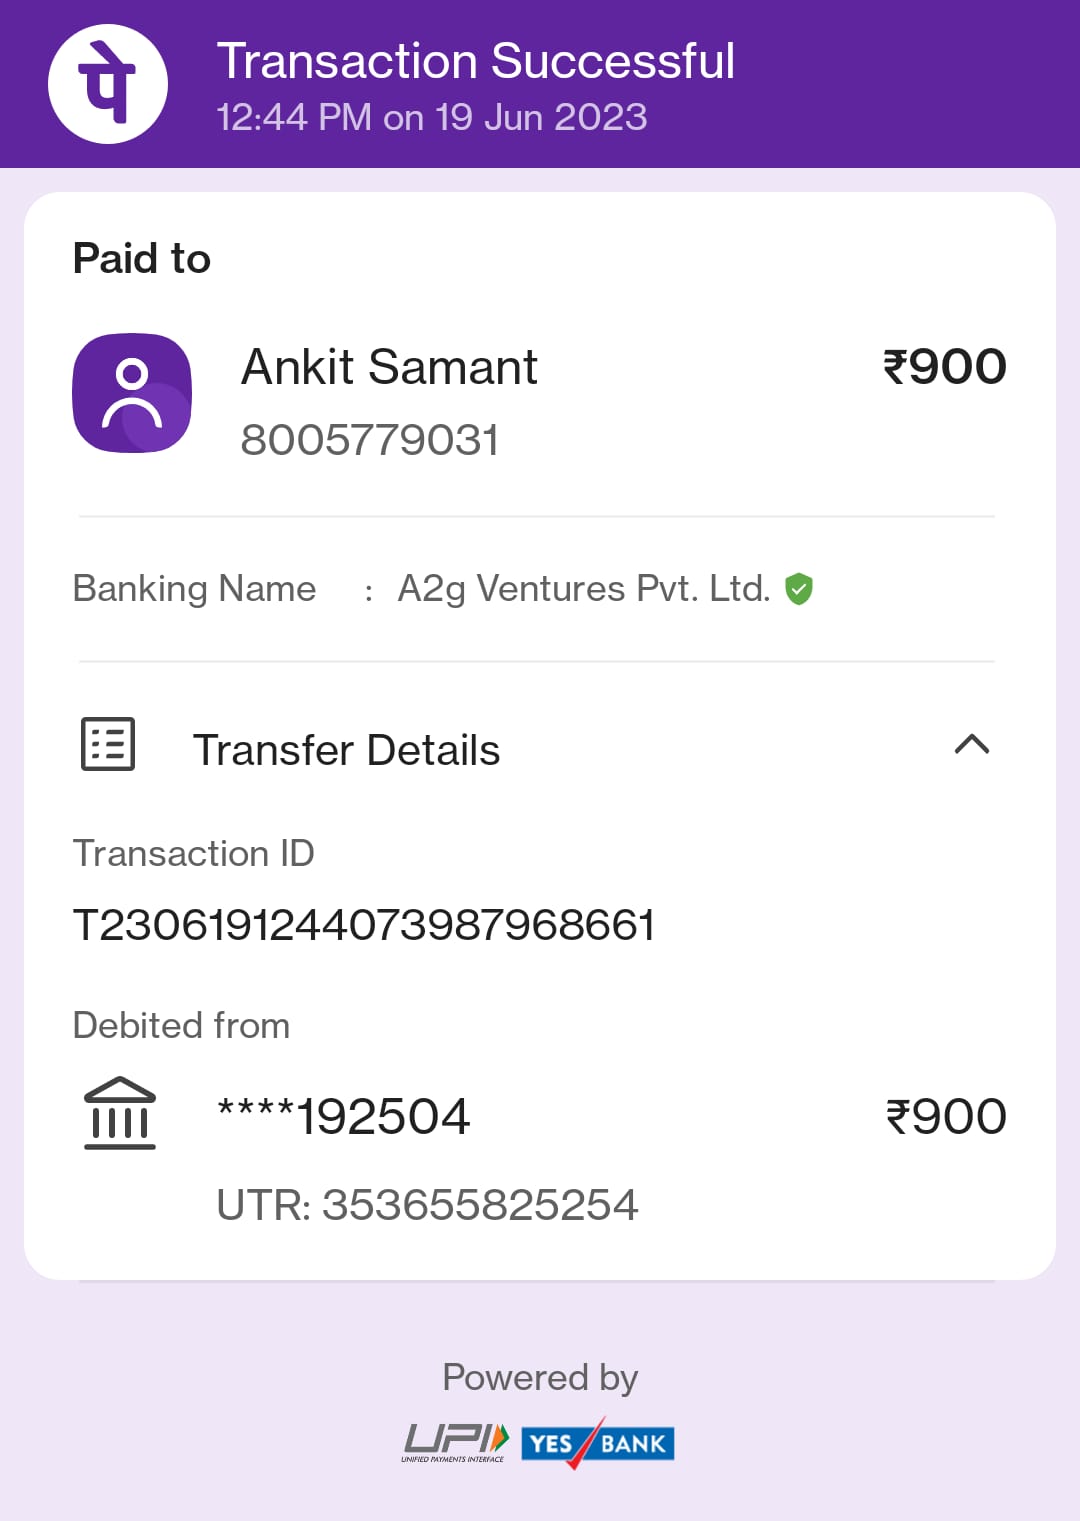 पे
Transaction Successful
12:44 PM on 19 Jun 2023
Paid to
Ankit Samant ₹900
8005779031
Banking Name : A2g Ventures Pvt. Ltd.
Transfer Details
Transaction ID
T2306191244073987968661
Debited from
****192504 ₹900
UTR: 353655825254
Powered by
UPI YES BANK
UNIFIED PAYMENTS INTERFACE